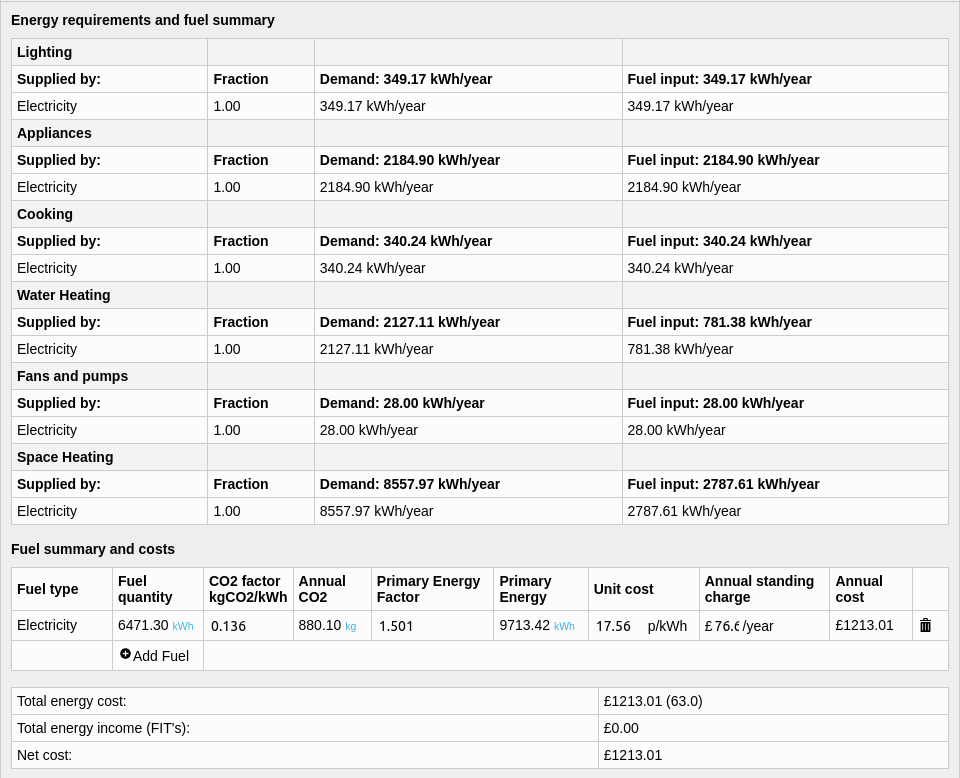 Energy requirements and fuel summary
Lighting
Supplied by: Fraction Demand: 349.17 kWh/year Fuel input: 349.17 kWh/year
Electricity 1.00 349.17 kWh/year 349.17 kWh/year
Appliances
Supplied by: Fraction Demand: 2184.90 kWh/year Fuel input: 2184.90 kWh/year
Electricity 1.00 2184.90 kWh/year 2184.90 kWh/year
Cooking
Supplied by: Fraction Demand: 340.24 kWh/year Fuel input: 340.24 kWh/year
Electricity 1.00 340.24 kWh/year 340.24 kWh/year
Water Heating
Supplied by: Fraction Demand: 2127.11 kWh/year Fuel input: 781.38 kWh/year
Electricity 1.00 2127.11 kWh/year 781.38 kWh/year
Fans and pumps
Supplied by: Fraction Demand: 28.00 kWh/year Fuel input: 28.00 kWh/year
Electricity 1.00 28.00 kWh/year 28.00 kWh/year
Space Heating
Supplied by: Fraction Demand: 8557.97 kWh/year Fuel input: 2787.61 kWh/year
Electricity 1.00 8557.97 kWh/year 2787.61 kWh/year
Fuel summary and costs
Fuel type Fuel quantity CO2 factor kgCO2/kWh Annual CO2 Primary Energy Factor Primary Energy Unit cost Annual standing charge Annual cost
Electricity 6471.30 kWh 0.136 880.10 kg 1.501 9713.42 kWh 17.56 p/kWh £ /year £1213.01
Add Fuel
Total energy cost: £1213.01 (63.0)
Total energy income (FIT's): £0.00
Net cost: £1213.01